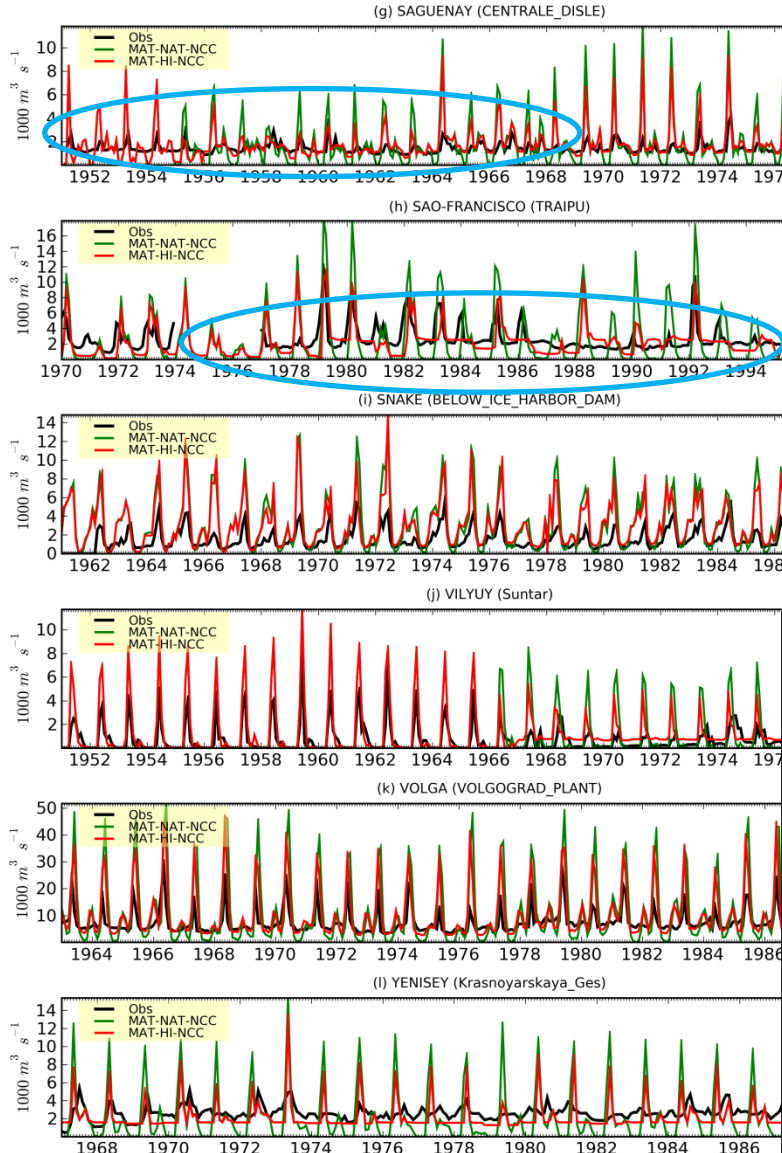 (g) SAGUENAY (CENTRALE_DISLE)
Obs
MAT-NAT-NCC
MAT-HI-NCC
1000 m³ s⁻¹
10
8
6
4
2
1952 1954 1956 1958 1960 1962 1964 1966 1968 1970 1972 1974 197
(h) SAO-FRANCISCO (TRAIPU)
Obs
MAT-NAT-NCC
MAT-HI-NCC
1000 m³ s⁻¹
16
14
12
10
8
6
4
2
1970 1972 1974 1976 1978 1980 1982 1984 1986 1988 1990 1992 1994
(i) SNAKE (BELOW_ICE_HARBOR_DAM)
Obs
MAT-NAT-NCC
MAT-HI-NCC
1000 m³ s⁻¹
14
12
10
8
6
4
2
0
1962 1964 1966 1968 1970 1972 1974 1976 1978 1980 1982 1984 198
(j) VILYUY (Suntar)
Obs
MAT-NAT-NCC
MAT-HI-NCC
1000 m³ s⁻¹
10
8
6
4
2
1952 1954 1956 1958 1960 1962 1964 1966 1968 1970 1972 1974 197
(k) VOLGA (VOLGOGRAD_PLANT)
Obs
MAT-NAT-NCC
MAT-HI-NCC
1000 m³ s⁻¹
50
40
30
20
10
1964 1966 1968 1970 1972 1974 1976 1978 1980 1982 1984 1986
(l) YENISEY (Krasnoyarskaya_Ges)
Obs
MAT-NAT-NCC
MAT-HI-NCC
1000 m³ s⁻¹
14
12
10
8
6
4
2
1968 1970 1972 1974 1976 1978 1980 1982 1984 1986